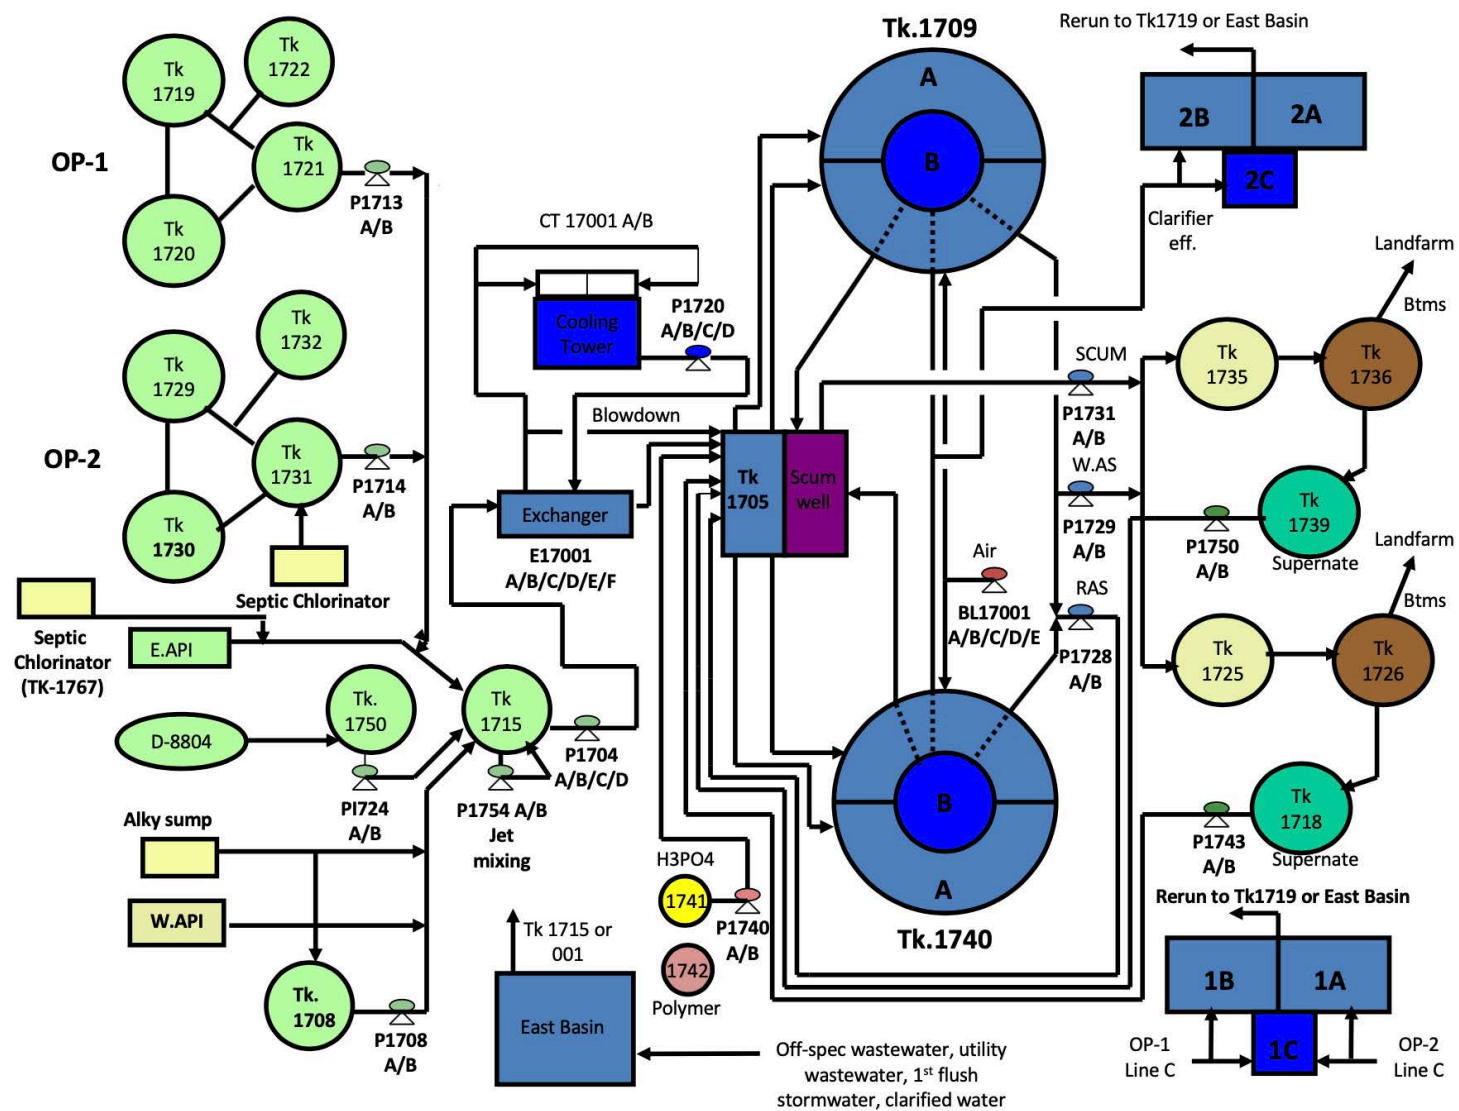 Tk.1709
Rerun to Tk1719 or East Basin
Tk
1722
Tk
1719
A
B
2B
2A
2C
OP-1
Tk
1721
P1713
A/B
Tk
1720
CT 17001 A/B
Clarifier
eff.
Landfarm
Btms
P1720
A/B/C/D
Cooling
Tower
Tk
1732
Tk
1729
SCUM
Tk
1735
Tk
1736
P1731
A/B
Blowdown
OP-2
Tk
1731
P1714
A/B
W.AS
Tk
1705
Scum
well
Exchanger
P1729
A/B
Tk
1730
Tk
1739
P1750
A/B
Supernate
Landfarm
Btms
E17001
A/B/C/D/E/F
Air
BL17001
A/B/C/D/E
RAS
P1728
A/B
Septic Chlorinator
Septic
Chlorinator
(TK-1767)
E.API
Tk
1725
Tk
1726
Tk.
1750
Tk
1715
D-8804
P1704
A/B/C/D
PI724
A/B
P1754 A/B
Jet
mixing
B
A
Tk
1718
P1743
A/B
Supernate
Alky sump
H3PO4
1741
P1740
A/B
W.API
Tk.1740
Rerun to Tk1719 or East Basin
Tk 1715 or
001
1742
Polymer
1B
1A
1C
Tk.
1708
P1708
A/B
East Basin
OP-1
Line C
OP-2
Line C
Off-spec wastewater, utility
wastewater, 1st flush
stormwater, clarified water